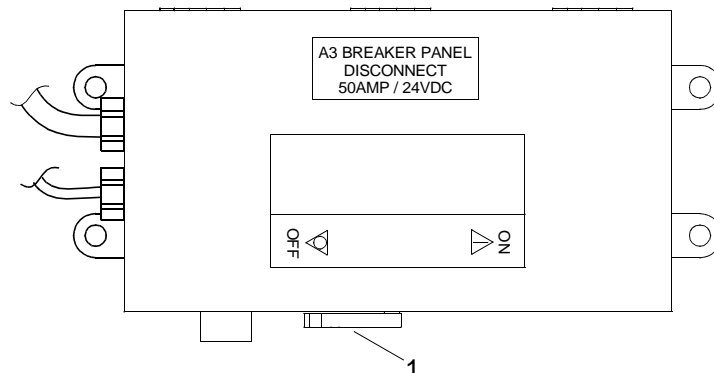 A3 BREAKER PANEL
DISCONNECT
50AMP / 24VDC
OFF
ON
1